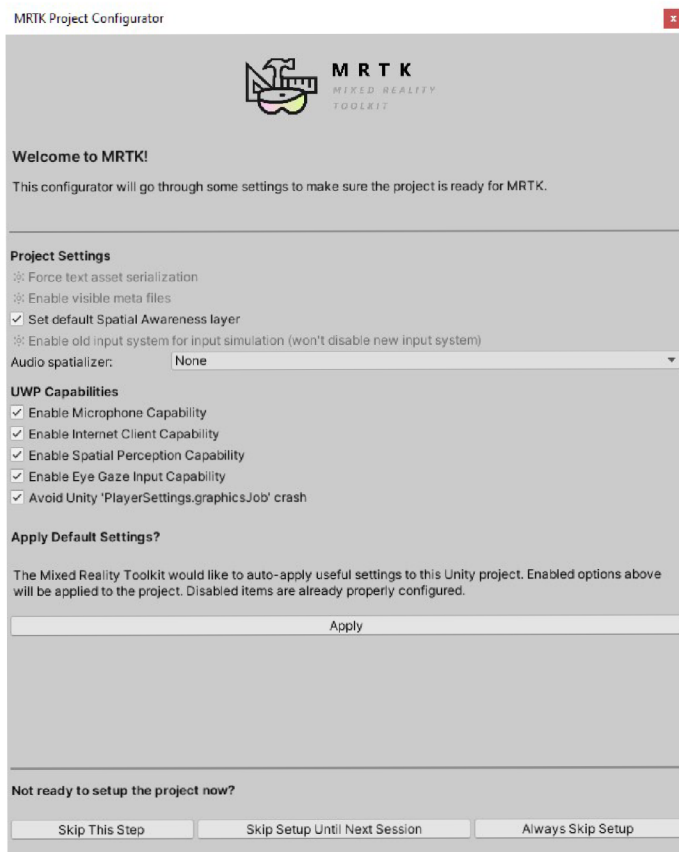 MRTK Project Configurator
x
MRTK
MIXED REALITY
TOOLKIT
Welcome to MRTK!
This configurator will go through some settings to make sure the project is ready for MRTK.
Project Settings
Force text asset serialization
Enable visible meta files
Set default Spatial Awareness layer
Enable old input system for input simulation (won't disable new input system)
Audio spatializer: None
UWP Capabilities
Enable Microphone Capability
Enable Internet Client Capability
Enable Spatial Perception Capability
Enable Eye Gaze Input Capability
Avoid Unity 'PlayerSettings.graphicsJob' crash
Apply Default Settings?
The Mixed Reality Toolkit would like to auto-apply useful settings to this Unity project. Enabled options above
will be applied to the project. Disabled items are already properly configured.
Apply
Not ready to setup the project now?
Skip This Step Skip Setup Until Next Session Always Skip Setup